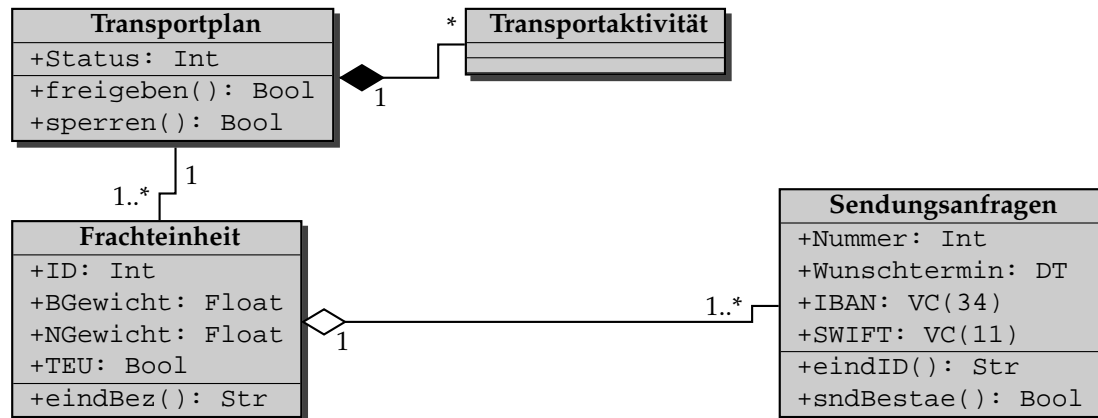 Transportplan
+Status: Int
+freigeben(): Bool
+sperren(): Bool
1
*
Transportaktivität
1
1..*
Frachteinheit
+ID: Int
+BGewicht: Float
+NGewicht: Float
+TEU: Bool
+eindBez(): Str
1
1..*
Sendungsanfragen
+Nummer: Int
+Wunschtermin: DT
+IBAN: VC(34)
+SWIFT: VC(11)
+eindID(): Str
+sndBestae(): Bool